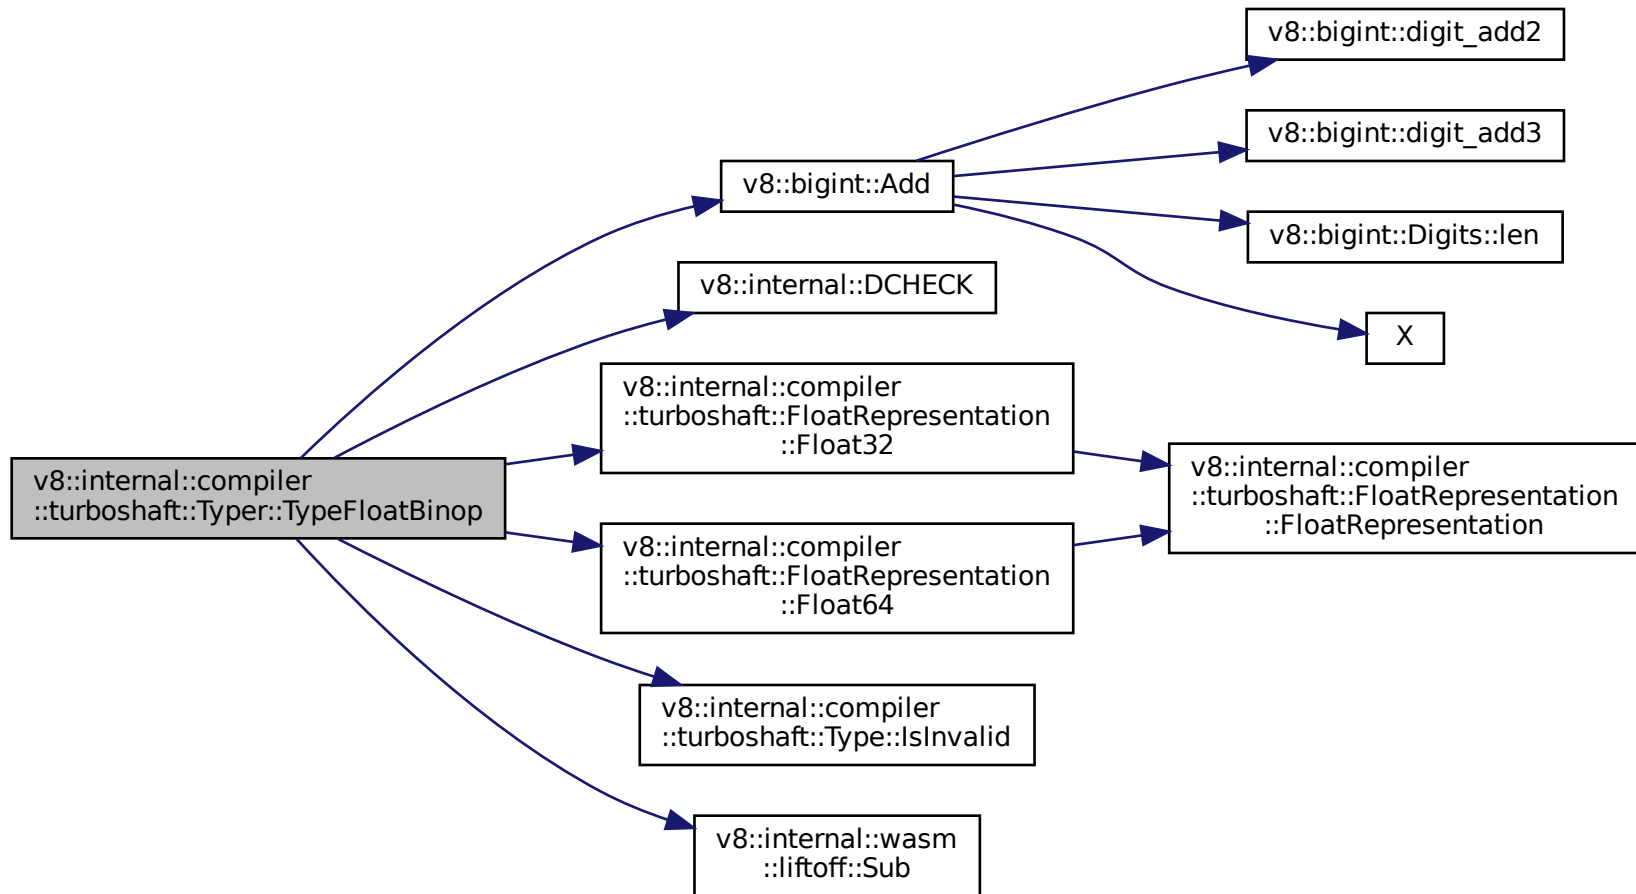 v8::internal::compiler
::turboshaft::Typer::TypeFloatBinop
v8::bigint::Add
v8::internal::DCHECK
v8::internal::compiler
::turboshaft::FloatRepresentation
::Float32
v8::internal::compiler
::turboshaft::FloatRepresentation
::Float64
v8::internal::compiler
::turboshaft::Type::IsInvalid
v8::internal::wasm
::liftoff::Sub
v8::bigint::digit_add2
v8::bigint::digit_add3
v8::bigint::Digits::len
X
v8::internal::compiler
::turboshaft::FloatRepresentation
::FloatRepresentation